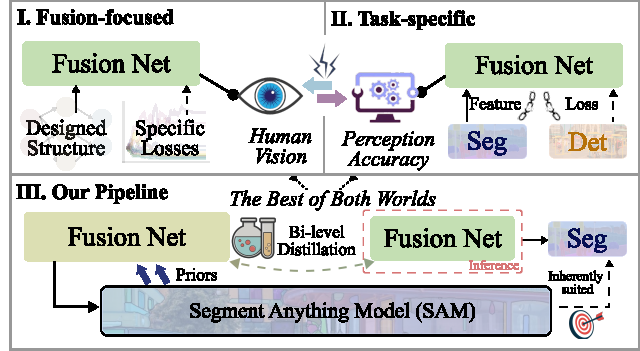 I. Fusion-focused
Fusion Net
Designed
Structure
Specific
Losses
Human
Vision
II. Task-specific
Fusion Net
Feature
Loss
Seg
Det
Perception
Accuracy
The Best of Both Worlds
III. Our Pipeline
Fusion Net
Bi-level
Distillation
Fusion Net
Inference
Seg
Priors
Inherently
suited
Segment Anything Model (SAM)